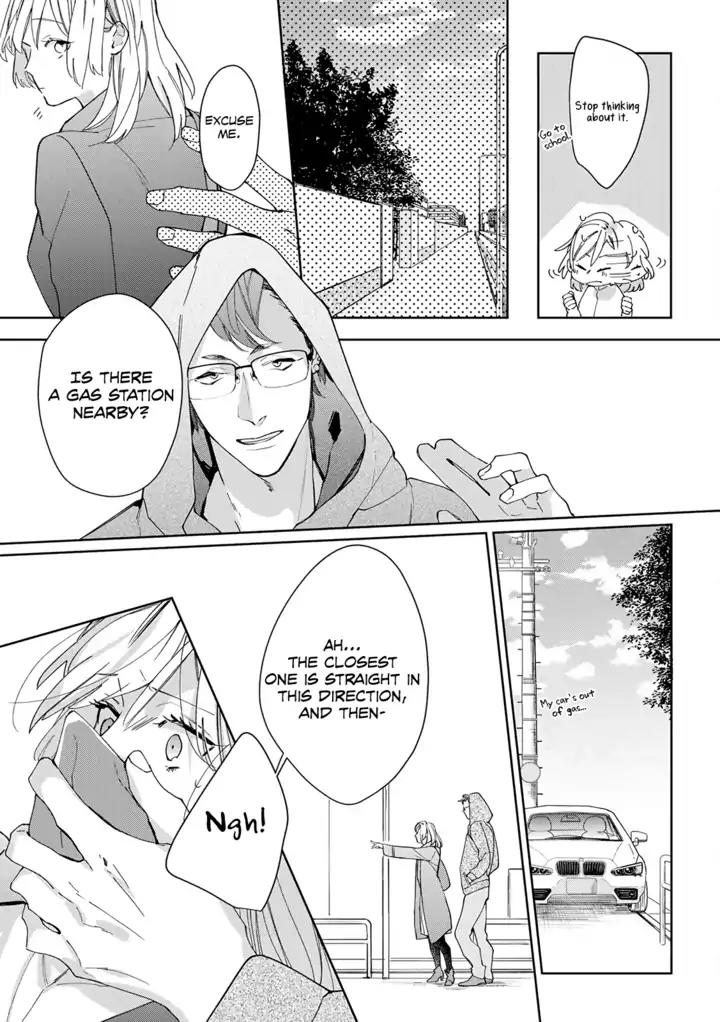 Stop thinking
about it.
Go to
school.
EXCUSE
ME.
IS THERE
A GAS STATION
NEARBY?
My car's out
of gas...
AH...
THE CLOSEST
ONE IS STRAIGHT IN
THIS DIRECTION,
AND THEN-
Ngh!